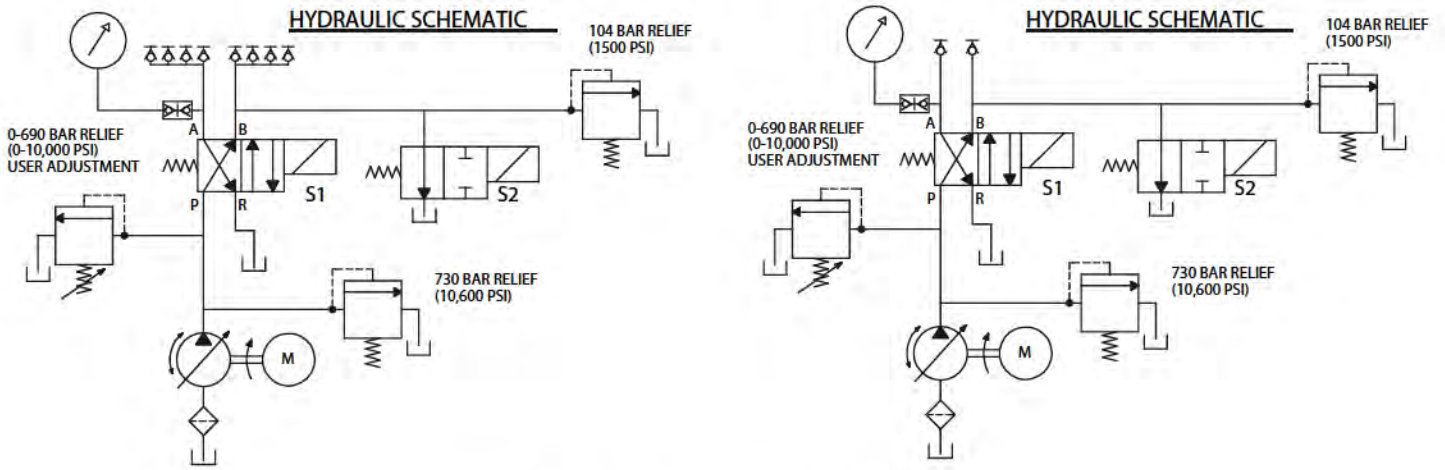 HYDRAULIC SCHEMATIC
104 BAR RELIEF
(1500 PSI)
A B
0-690 BAR RELIEF
(0-10,000 PSI)
USER ADJUSTMENT
S1
S2
P R
730 BAR RELIEF
(10,600 PSI)
M
HYDRAULIC SCHEMATIC
104 BAR RELIEF
(1500 PSI)
A B
0-690 BAR RELIEF
(0-10,000 PSI)
USER ADJUSTMENT
S1
S2
P R
730 BAR RELIEF
(10,600 PSI)
M